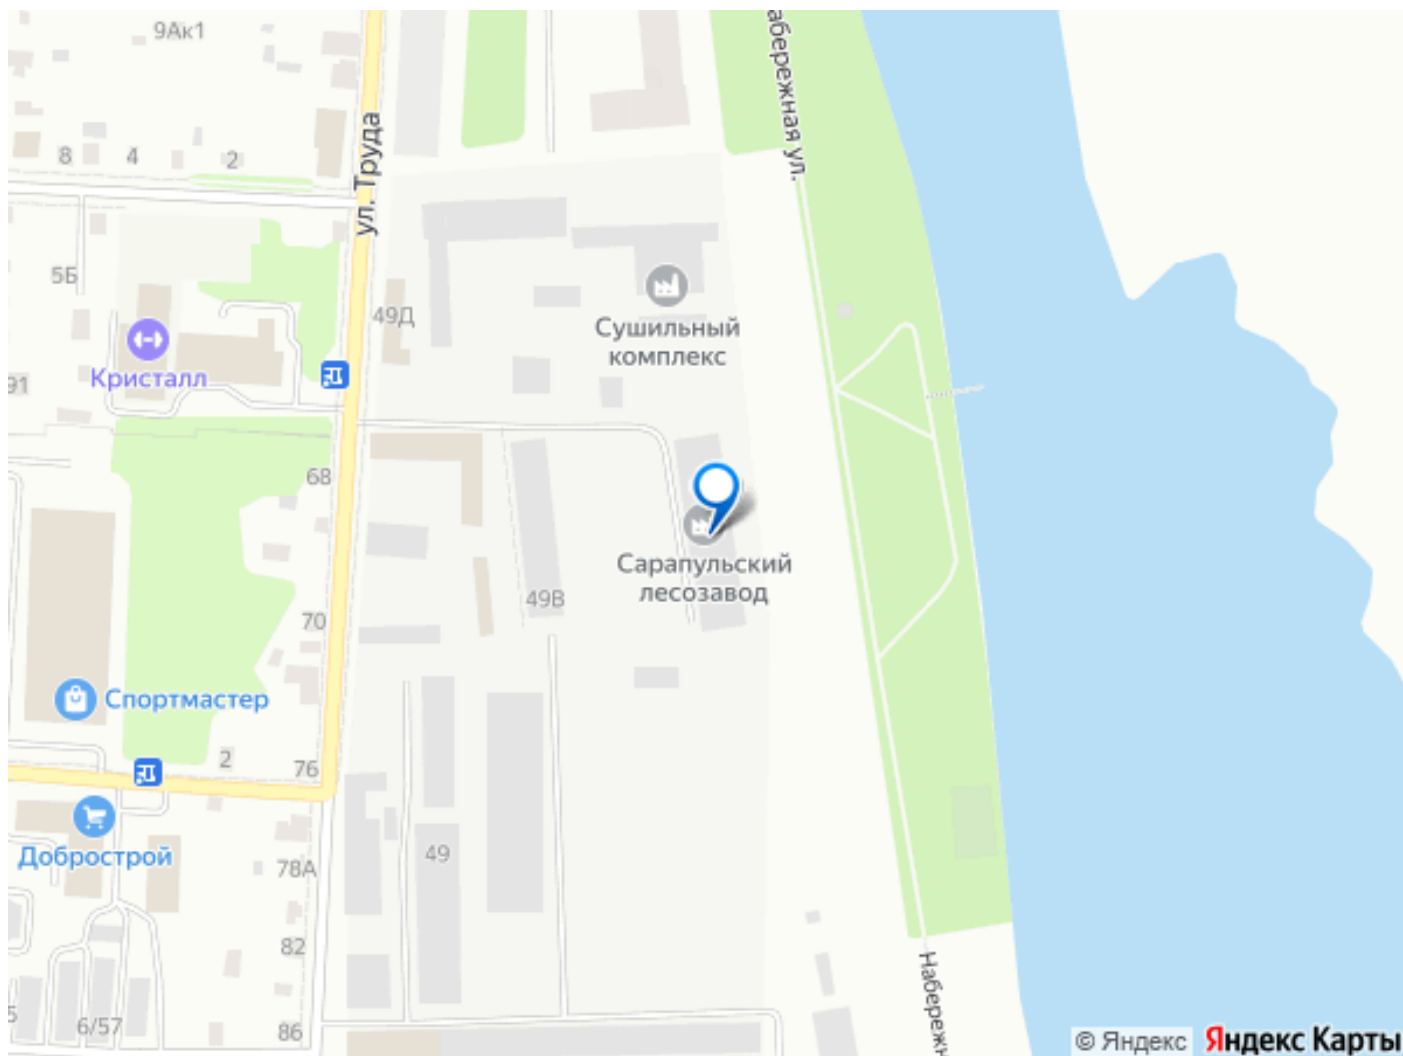 9Ак1
абережная ул.
ул. Труда
8
4
2
5Б
49Д
Сушильный
комплекс
Кристалл
91
68
Сарапульский
лесозавод
49В
70
Спортмастер
2
76
Добрострой
49
78А
82
Набережн
5
6/57
86
© Яндекс
Яндекс Карты